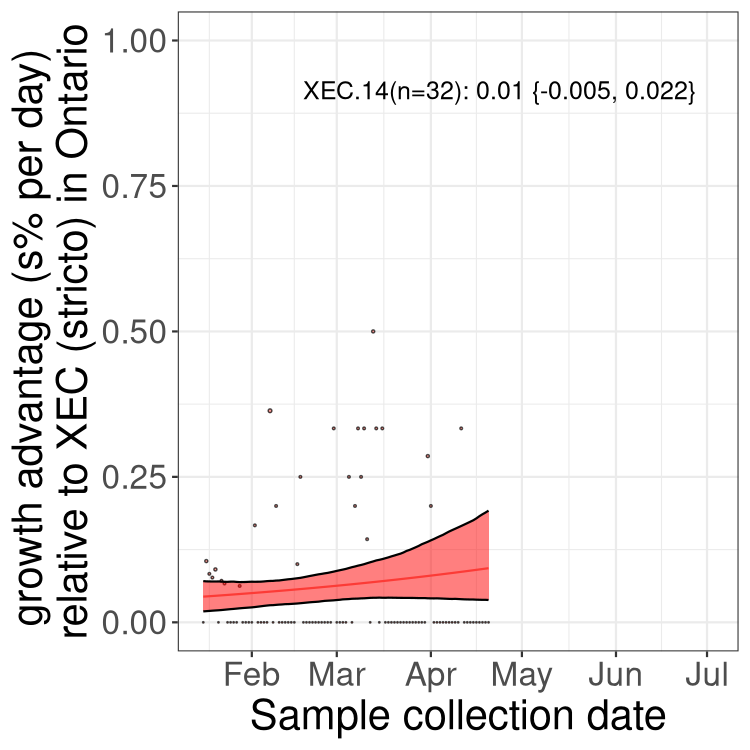 growth advantage (s% per day)
relative to XEC (stricto) in Ontario
1.00
0.75
0.50
0.25
0.00
XEC.14(n=32): 0.01 {-0.005, 0.022}
Feb Mar Apr May Jun Jul
Sample collection date